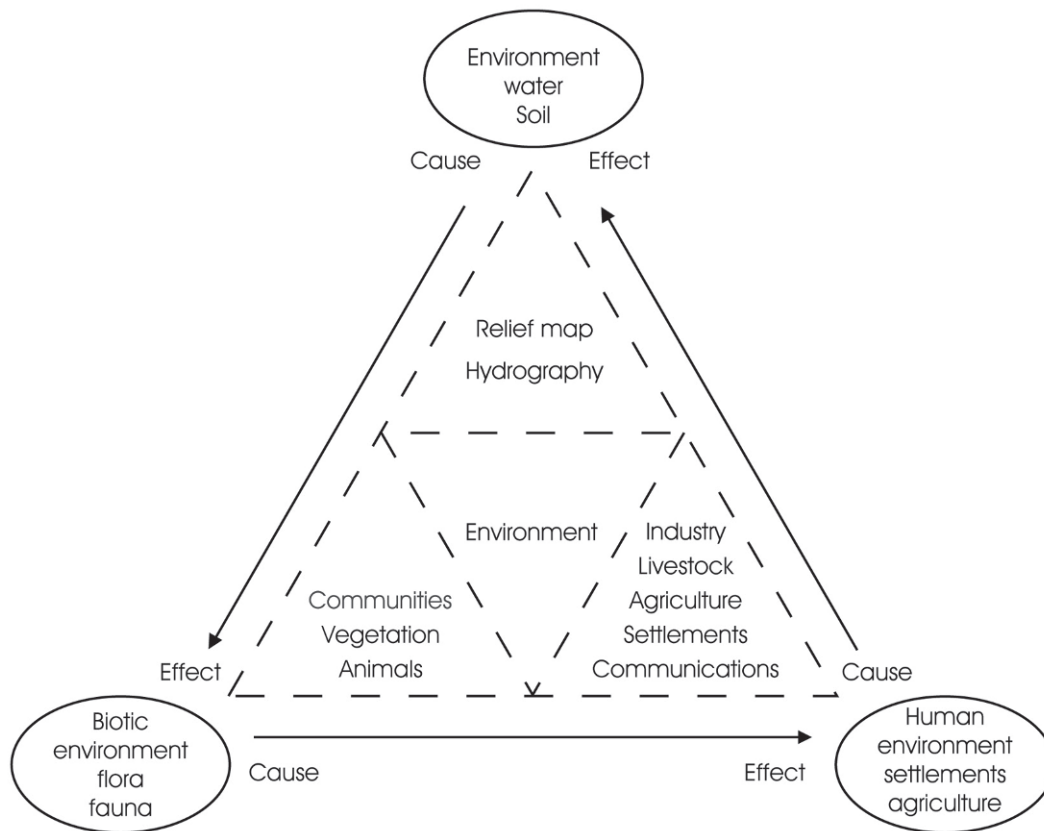 Environment
water
Soil
Cause
Effect
Relief map
Hydrography
Environment
Industry
Livestock
Agriculture
Settlements
Communications
Communities
Vegetation
Animals
Effect
Cause
Biotic
environment
flora
fauna
Cause
Effect
Human
environment
settlements
agriculture